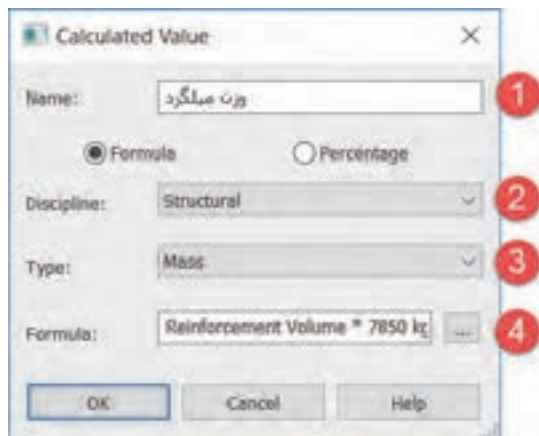 Calculated Value
Name: وزن میلگرد 1
Formula Percentage
Discipline: Structural 2
Type: Mass 3
Formula: Reinforcement Volume * 7850 kg ... 4
OK Cancel Help